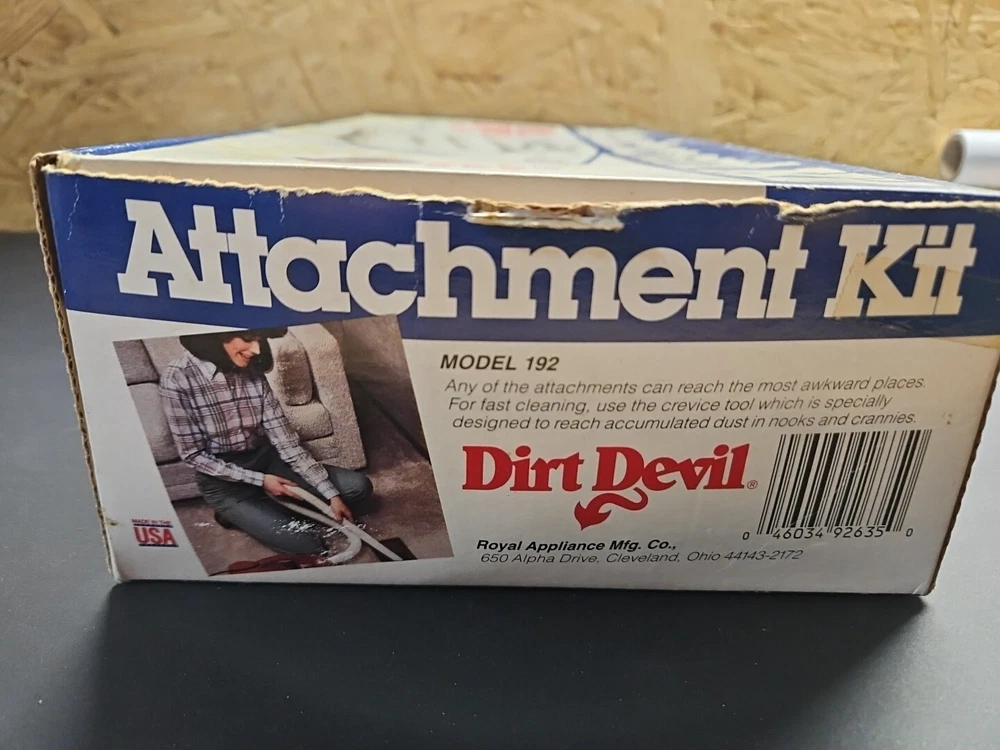 Attachment Kit
MODEL 192
Any of the attachments can reach the most awkward places.
For fast cleaning, use the crevice tool which is specially
designed to reach accumulated dust in nooks and crannies.
Dirt Devil®
MADE IN THE
USA
0 46034 92635 0
Royal Appliance Mfg. Co.,
650 Alpha Drive, Cleveland, Ohio 44143-2172